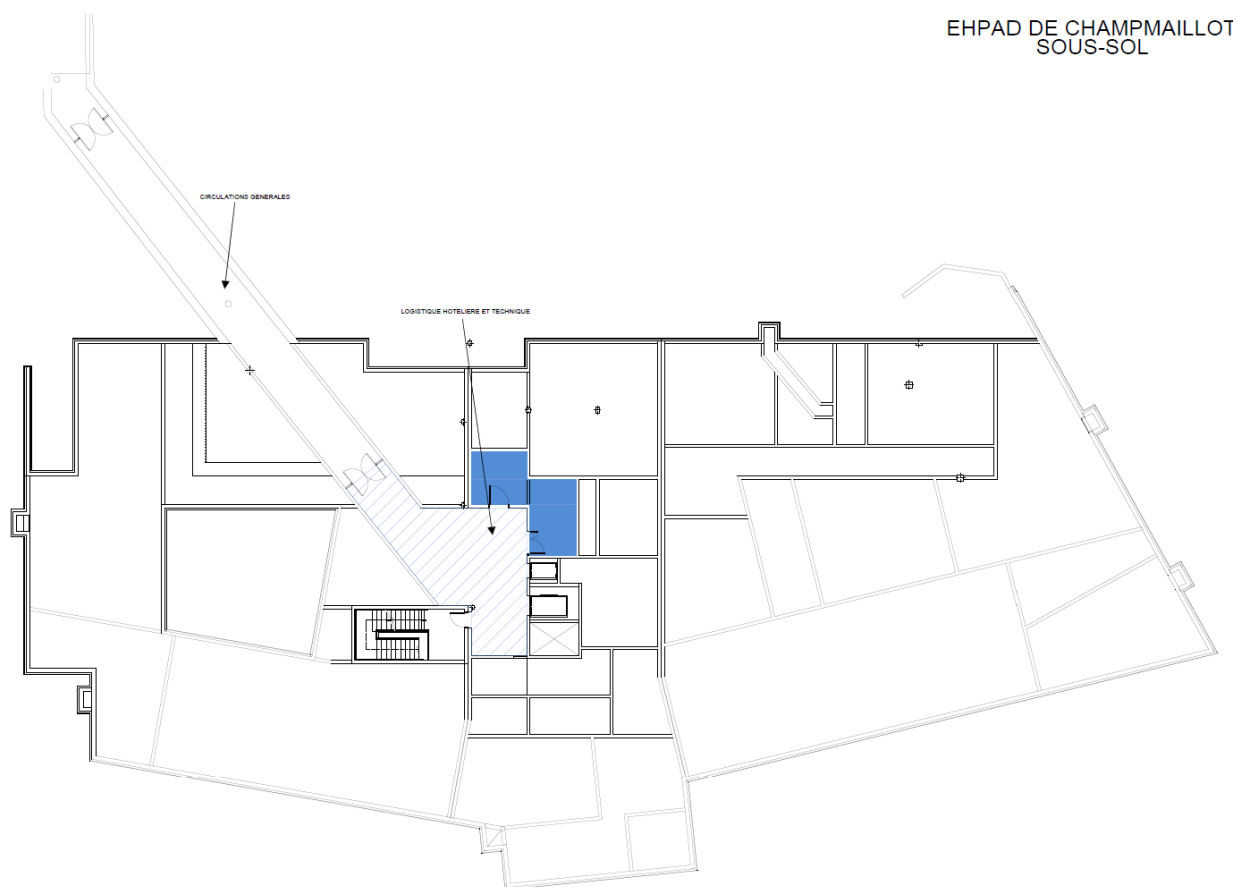 EHPAD DE CHAMPMAILLOT
SOUS-SOL
CIRCULATIONS GENERALES
LOGISTIQUE HOTELIERE ET TECHNIQUE